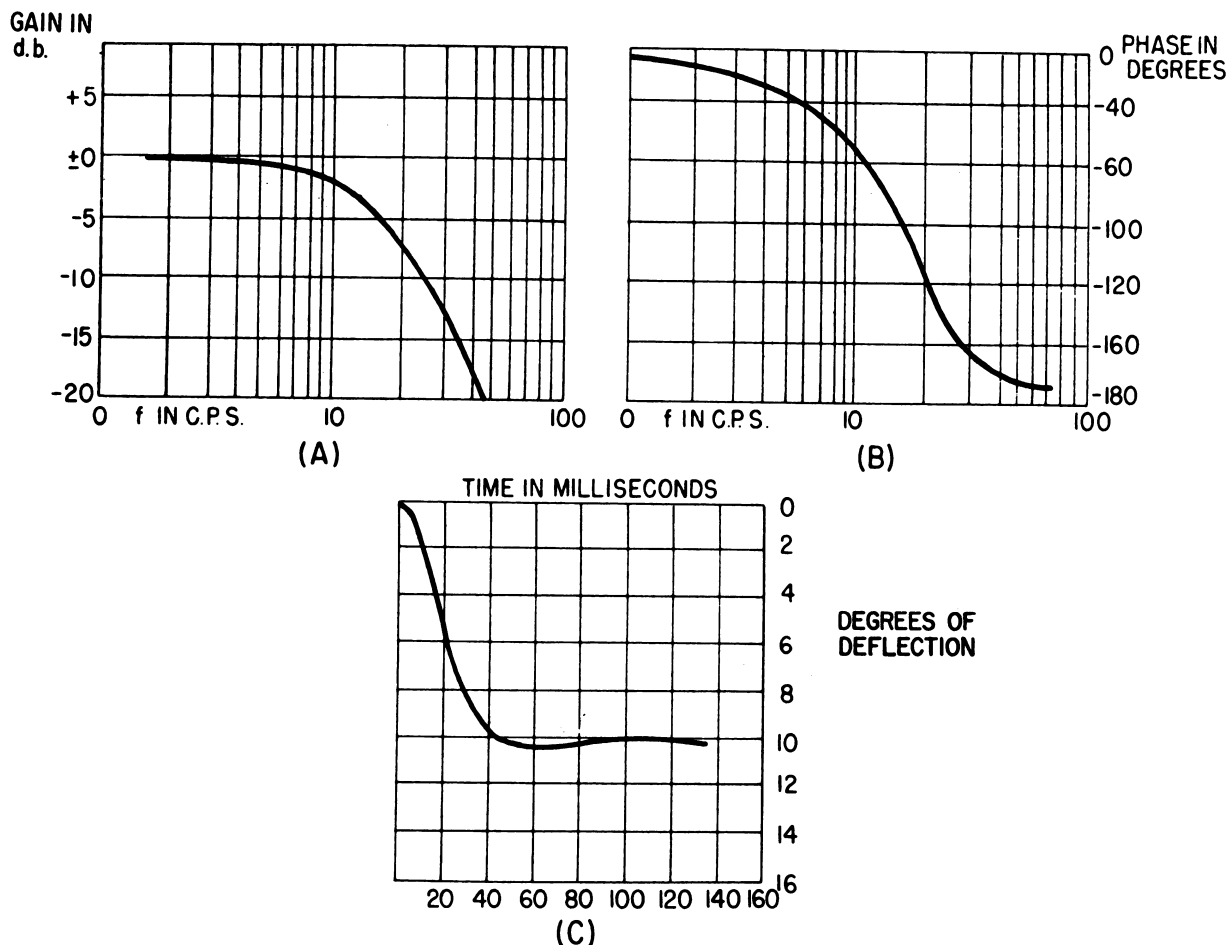 GAIN IN
d.b.
+5
±0
-5
-10
-15
-20
0 f IN C.P.S. 10 100
(A)
PHASE IN
DEGREES
0
-40
-60
-100
-120
-160
-180
0 f IN C.P.S. 10 100
(B)
TIME IN MILLISECONDS
0
2
4
6
8
10
12
14
16
DEGREES OF
DEFLECTION
20 40 60 80 100 120 140 160
(C)